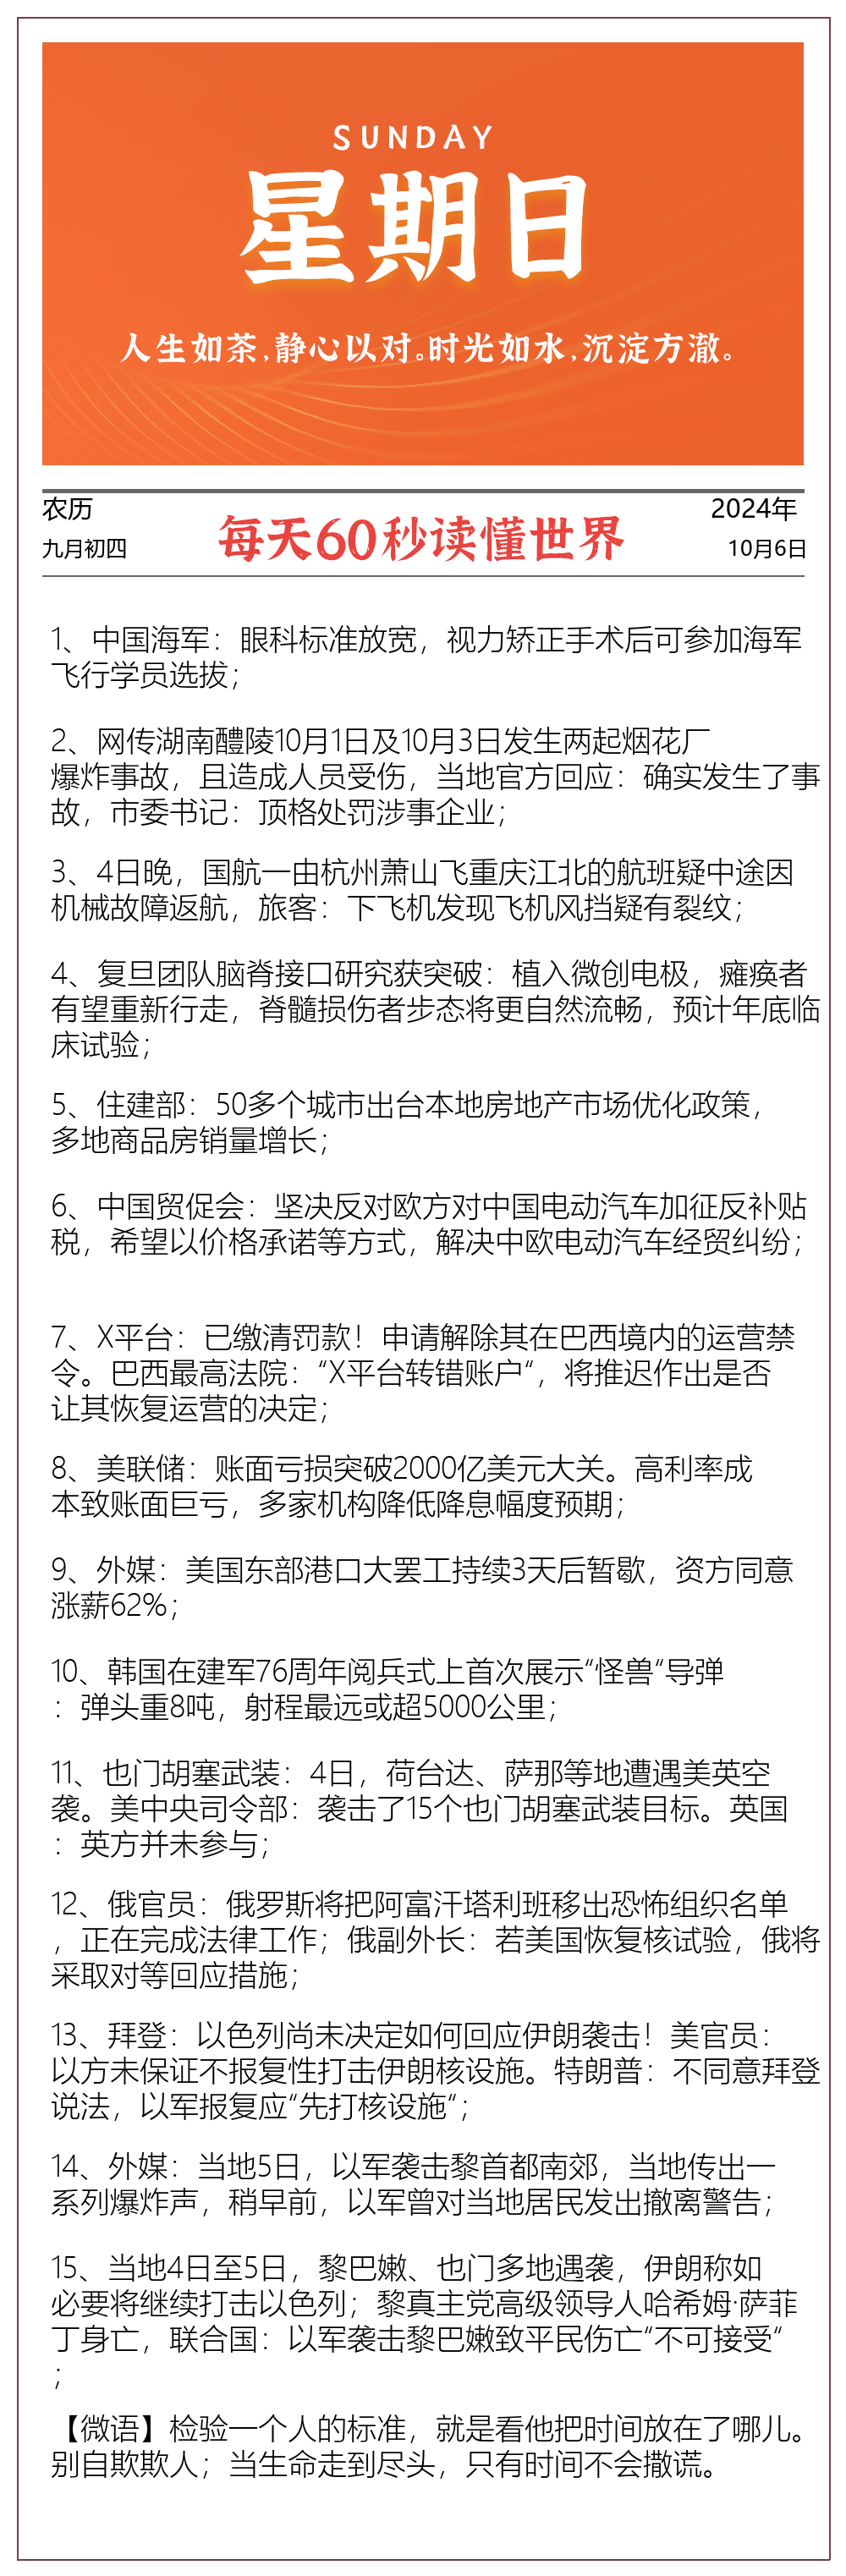 SUNDAY
星期日
人生如茶,静心以对。时光如水,沉淀方澈。
农历
2024年
每天60秒读懂世界
九月初四
10月6日
1、中国海军：眼科标准放宽，视力矫正手术后可参加海军
飞行学员选拔；
2、网传湖南醴陵10月1日及10月3日发生两起烟花厂
爆炸事故，且造成人员受伤，当地官方回应：确实发生了事
故，市委书记：顶格处罚涉事企业；
3、4日晚，国航一由杭州萧山飞重庆江北的航班疑中途因
机械故障返航，旅客：下飞机发现飞机风挡疑有裂纹；
4、复旦团队脑脊接口研究获突破：植入微创电极，瘫痪者
有望重新行走，脊髓损伤者步态将更自然流畅，预计年底临
床试验；
5、住建部：50多个城市出台本地房地产市场优化政策，
多地商品房销量增长；
6、中国贸促会：坚决反对欧方对中国电动汽车加征反补贴
税，希望以价格承诺等方式，解决中欧电动汽车经贸纠纷；
7、X平台：已缴清罚款！申请解除其在巴西境内的运营禁
令。巴西最高法院：“X平台转错账户“，将推迟作出是否
让其恢复运营的决定；
8、美联储：账面亏损突破2000亿美元大关。高利率成
本致账面巨亏，多家机构降低降息幅度预期；
9、外媒：美国东部港口大罢工持续3天后暂歇，资方同意
涨薪62%；
10、韩国在建军76周年阅兵式上首次展示“怪兽“导弹
：弹头重8吨，射程最远或超5000公里；
11、也门胡塞武装：4日，荷台达、萨那等地遭遇美英空
袭。美中央司令部：袭击了15个也门胡塞武装目标。英国
：英方并未参与；
12、俄官员：俄罗斯将把阿富汗塔利班移出恐怖组织名单
，正在完成法律工作；俄副外长：若美国恢复核试验，俄将
采取对等回应措施；
13、拜登：以色列尚未决定如何回应伊朗袭击！美官员：
以方未保证不报复性打击伊朗核设施。特朗普：不同意拜登
说法，以军报复应“先打核设施“；
14、外媒：当地5日，以军袭击黎首都南郊，当地传出一
系列爆炸声，稍早前，以军曾对当地居民发出撤离警告；
15、当地4日至5日，黎巴嫩、也门多地遇袭，伊朗称如
必要将继续打击以色列；黎真主党高级领导人哈希姆·萨菲
丁身亡，联合国：以军袭击黎巴嫩致平民伤亡“不可接受“
；
【微语】检验一个人的标准，就是看他把时间放在了哪儿。
别自欺欺人；当生命走到尽头，只有时间不会撒谎。